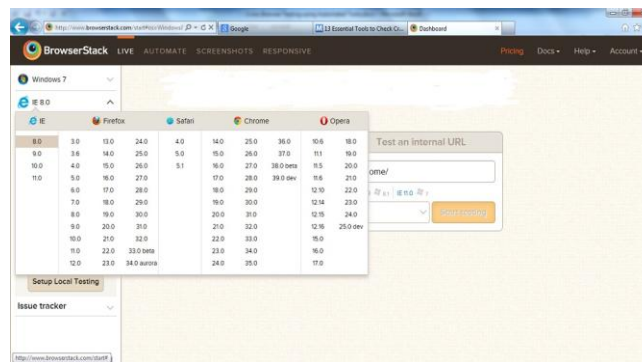 http://www.browserstack.com/start#os=Windows
Google
13 Essential Tools to Check Cr...
Dashboard
BrowserStack LIVE AUTOMATE SCREENSHOTS RESPONSIVE Pricing Docs Help Account
Windows 7
IE 8.0
IE Firefox Safari Chrome Opera
8.0 3.0 13.0 24.0 4.0 14.0 25.0 36.0 10.6 18.0
9.0 3.6 14.0 25.0 5.0 15.0 26.0 37.0 11.1 19.0
10.0 4.0 15.0 26.0 5.1 16.0 27.0 38.0 beta 11.5 20.0
11.0 5.0 16.0 27.0 17.0 28.0 39.0 dev 11.6 21.0
6.0 17.0 28.0 18.0 29.0 12.10 22.0
7.0 18.0 29.0 19.0 30.0 12.14 23.0
8.0 19.0 30.0 20.0 31.0 12.15 24.0
9.0 20.0 31.0 21.0 32.0 12.16 25.0 dev
10.0 21.0 32.0 22.0 33.0 15.0
11.0 22.0 33.0 beta 23.0 34.0 16.0
12.0 23.0 34.0 aurora 24.0 35.0 17.0
Test an internal URL
ome/
IE 11.0
Start testing
Setup Local Testing
Issue tracker
http://www.browserstack.com/start#